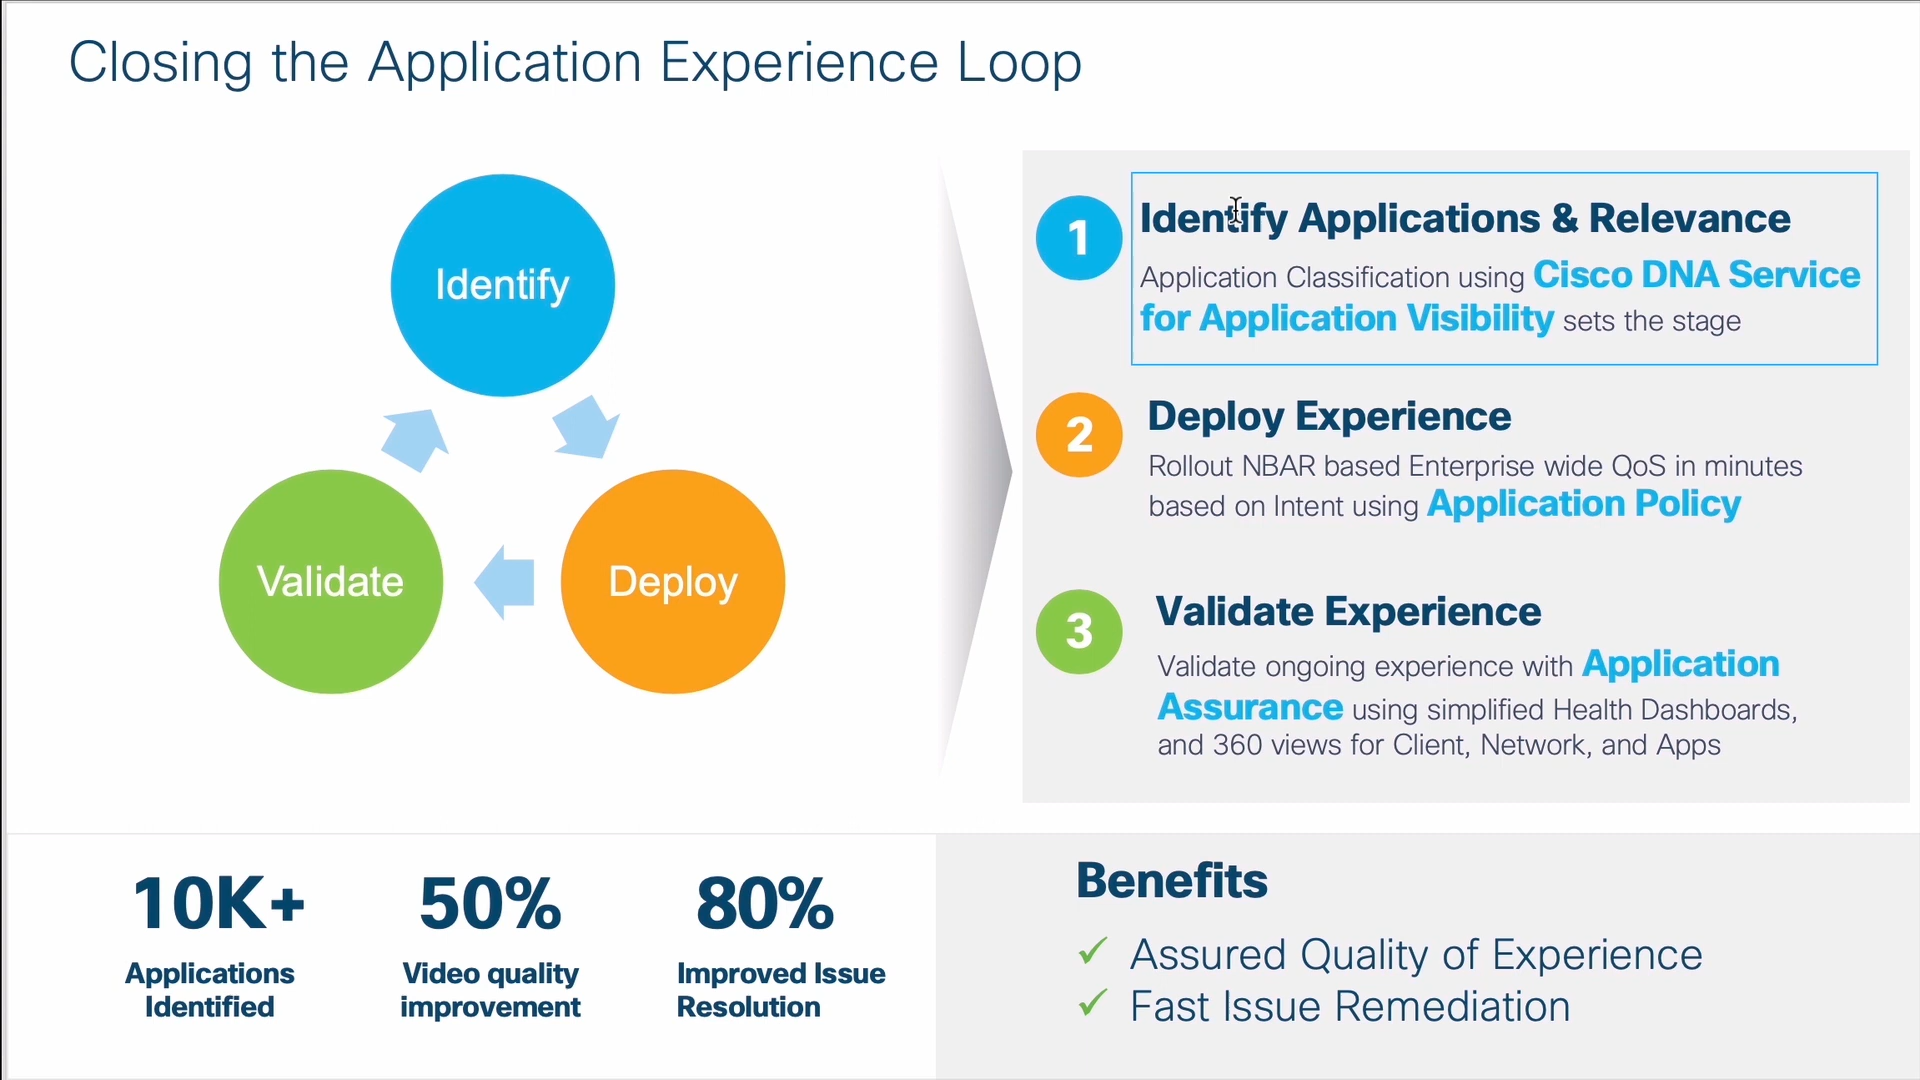 Closing the Application Experience Loop
Identify
Validate
Deploy
1
Identify Applications & Relevance
Application Classification using Cisco DNA Service
for Application Visibility sets the stage
2
Deploy Experience
Rollout NBAR based Enterprise wide QoS in minutes
based on Intent using Application Policy
3
Validate Experience
Validate ongoing experience with Application
Assurance using simplified Health Dashboards,
and 360 views for Client, Network, and Apps
10K+
Applications
Identified
50%
Video quality
improvement
80%
Improved Issue
Resolution
Benefits
✓ Assured Quality of Experience
✓ Fast Issue Remediation